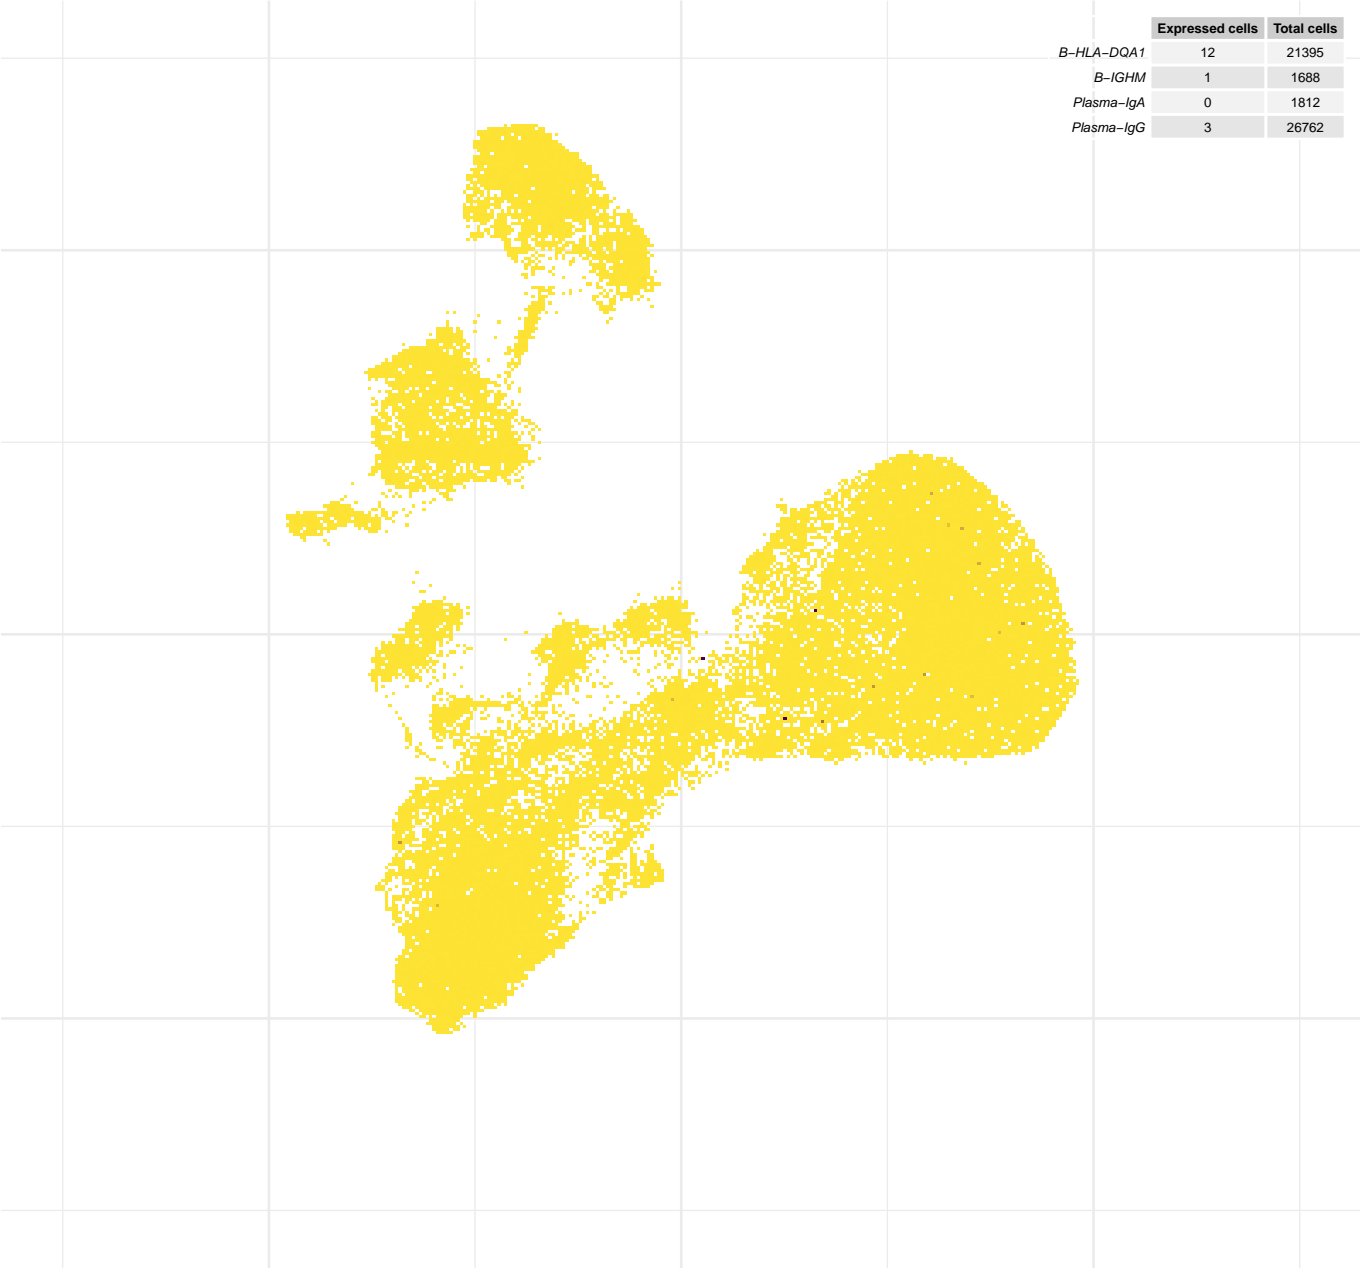 Expressed cells Total cells
B−HLA−DQA1 12 21395
B−IGHM 1 1688
Plasma−IgA 0 1812
Plasma−IgG 3 26762